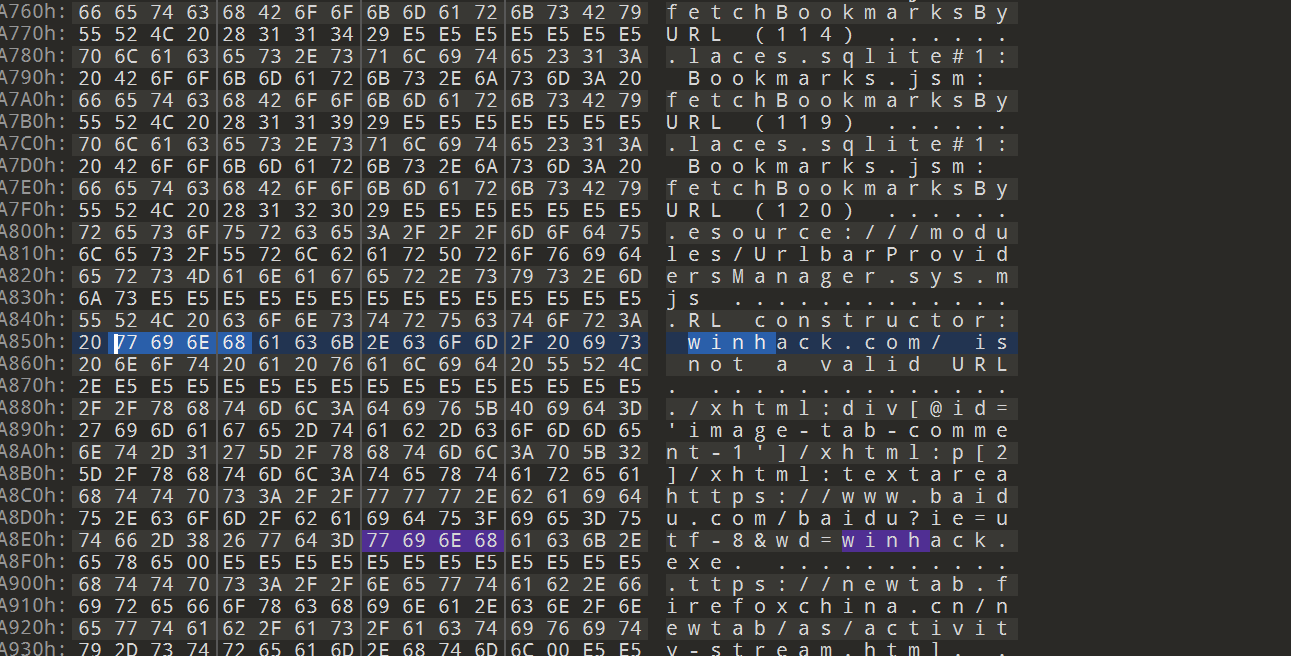 A760h: 66 65 74 63 68 42 6F 6F 6B 6D 61 72 6B 73 42 79 fetchBookmarksBy
A770h: 55 52 4C 20 28 31 31 34 29 E5 E5 E5 E5 E5 E5 E5 URL (114) ......
A780h: 70 6C 61 63 65 73 2E 73 71 6C 69 74 65 23 31 3A .laces.sqlite#1:
A790h: 20 42 6F 6F 6B 6D 61 72 6B 73 2E 6A 73 6D 3A 20 Bookmarks.jsm:
A7A0h: 66 65 74 63 68 42 6F 6F 6B 6D 61 72 6B 73 42 79 fetchBookmarksBy
A7B0h: 55 52 4C 20 28 31 31 39 29 E5 E5 E5 E5 E5 E5 E5 URL (119) ......
A7C0h: 70 6C 61 63 65 73 2E 73 71 6C 69 74 65 23 31 3A .laces.sqlite#1:
A7D0h: 20 42 6F 6F 6B 6D 61 72 6B 73 2E 6A 73 6D 3A 20 Bookmarks.jsm:
A7E0h: 66 65 74 63 68 42 6F 6F 6B 6D 61 72 6B 73 42 79 fetchBookmarksBy
A7F0h: 55 52 4C 20 28 31 32 30 29 E5 E5 E5 E5 E5 E5 E5 URL (120) ......
A800h: 72 65 73 6F 75 72 63 65 3A 2F 2F 2F 6D 6F 64 75 .esource:///modu
A810h: 6C 65 73 2F 55 72 6C 62 61 72 50 72 6F 76 69 64 les/UrlbarProvid
A820h: 65 72 73 4D 61 6E 61 67 65 72 2E 73 79 73 2E 6D ersManager.sys.m
A830h: 6A 73 E5 E5 E5 E5 E5 E5 E5 E5 E5 E5 E5 E5 E5 E5 js .............
A840h: 55 52 4C 20 63 6F 6E 73 74 72 75 63 74 6F 72 3A .RL constructor:
A850h: 20 77 69 6E 68 61 63 6B 2E 63 6F 6D 2F 20 69 73 winhack.com/ is
A860h: 20 6E 6F 74 20 61 20 76 61 6C 69 64 20 55 52 4C not a valid URL
A870h: 2E E5 E5 E5 E5 E5 E5 E5 E5 E5 E5 E5 E5 E5 E5 E5 . ..............
A880h: 2F 2F 78 68 74 6D 6C 3A 64 69 76 5B 40 69 64 3D ./xhtml:div[@id=
A890h: 27 69 6D 61 67 65 2D 74 61 62 2D 63 6F 6D 6D 65 'image-tab-comme
A8A0h: 6E 74 2D 31 27 5D 2F 78 68 74 6D 6C 3A 70 5B 32 nt-1']/xhtml:p[2
A8B0h: 5D 2F 78 68 74 6D 6C 3A 74 65 78 74 61 72 65 61 ]/xhtml:textarea
A8C0h: 68 74 74 70 73 3A 2F 2F 77 77 77 2E 62 61 69 64 https://www.baid
A8D0h: 75 2E 63 6F 6D 2F 62 61 69 64 75 3F 69 65 3D 75 u.com/baidu?ie=u
A8E0h: 74 66 2D 38 26 77 64 3D 77 69 6E 68 61 63 6B 2E tf-8&wd=winhack.
A8F0h: 65 78 65 00 E5 E5 E5 E5 E5 E5 E5 E5 E5 E5 E5 E5 exe. ...........
A900h: 68 74 74 70 73 3A 2F 2F 6E 65 77 74 61 62 2E 66 .ttps://newtab.f
A910h: 69 72 65 66 6F 78 63 68 69 6E 61 2E 63 6E 2F 6E irefoxchina.cn/n
A920h: 65 77 74 61 62 2F 61 73 2F 61 63 74 69 76 69 74 ewtab/as/activit
A930h: 79 2D 73 74 72 65 61 6D 2E 68 74 6D 6C 00 E5 E5 y-stream.html. .